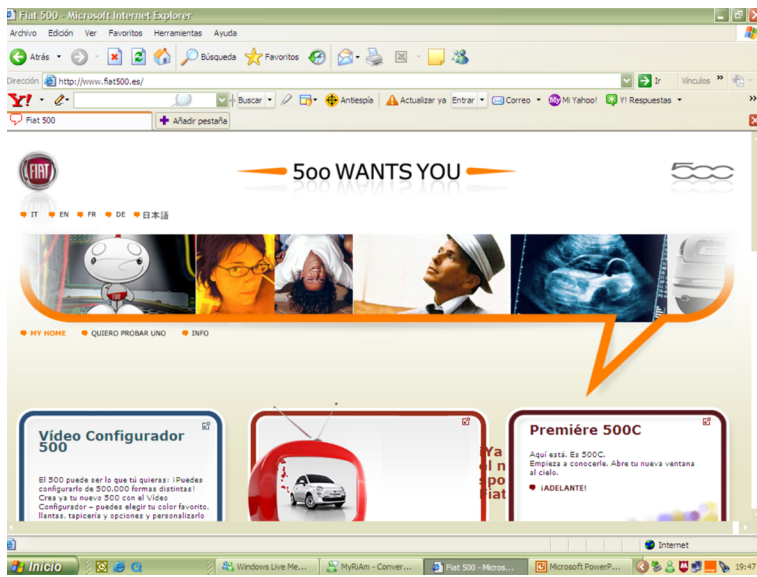 Fiat 500 - Microsoft Internet Explorer
Archivo Edición Ver Favoritos Herramientas Ayuda
Atrás Búsqueda Favoritos
Dirección http://www.fiat500.es/ Ir Vínculos »
Y! Buscar Antiespía Actualizar ya Entrar Correo Mi Yahoo! Y! Respuestas »
Fiat 500 Añadir pestaña
FIAT 500 WANTS YOU 500
IT EN FR DE 日本語
MY HOME QUIERO PROBAR UNO INFO
Vídeo Configurador
500
El 500 puede ser lo que tú quieras: ¡Puedes
configurarlo de 500.000 formas distintas!
Crea ya tu nuevo 500 con el Vídeo
Configurador – puedes elegir tu color favorito,
llantas, tapicería y opciones y personalizarlo
¡Ya
el n
spo
Fiat
Premiére 500C
Aquí está. Es 500C.
Empieza a conocerle. Abre tu nueva ventana
al cielo.
¡ADELANTE!
Internet
Inicio Windows Live Me... MyRiAm - Conver... Fiat 500 - Micros... Microsoft PowerP... 19:47